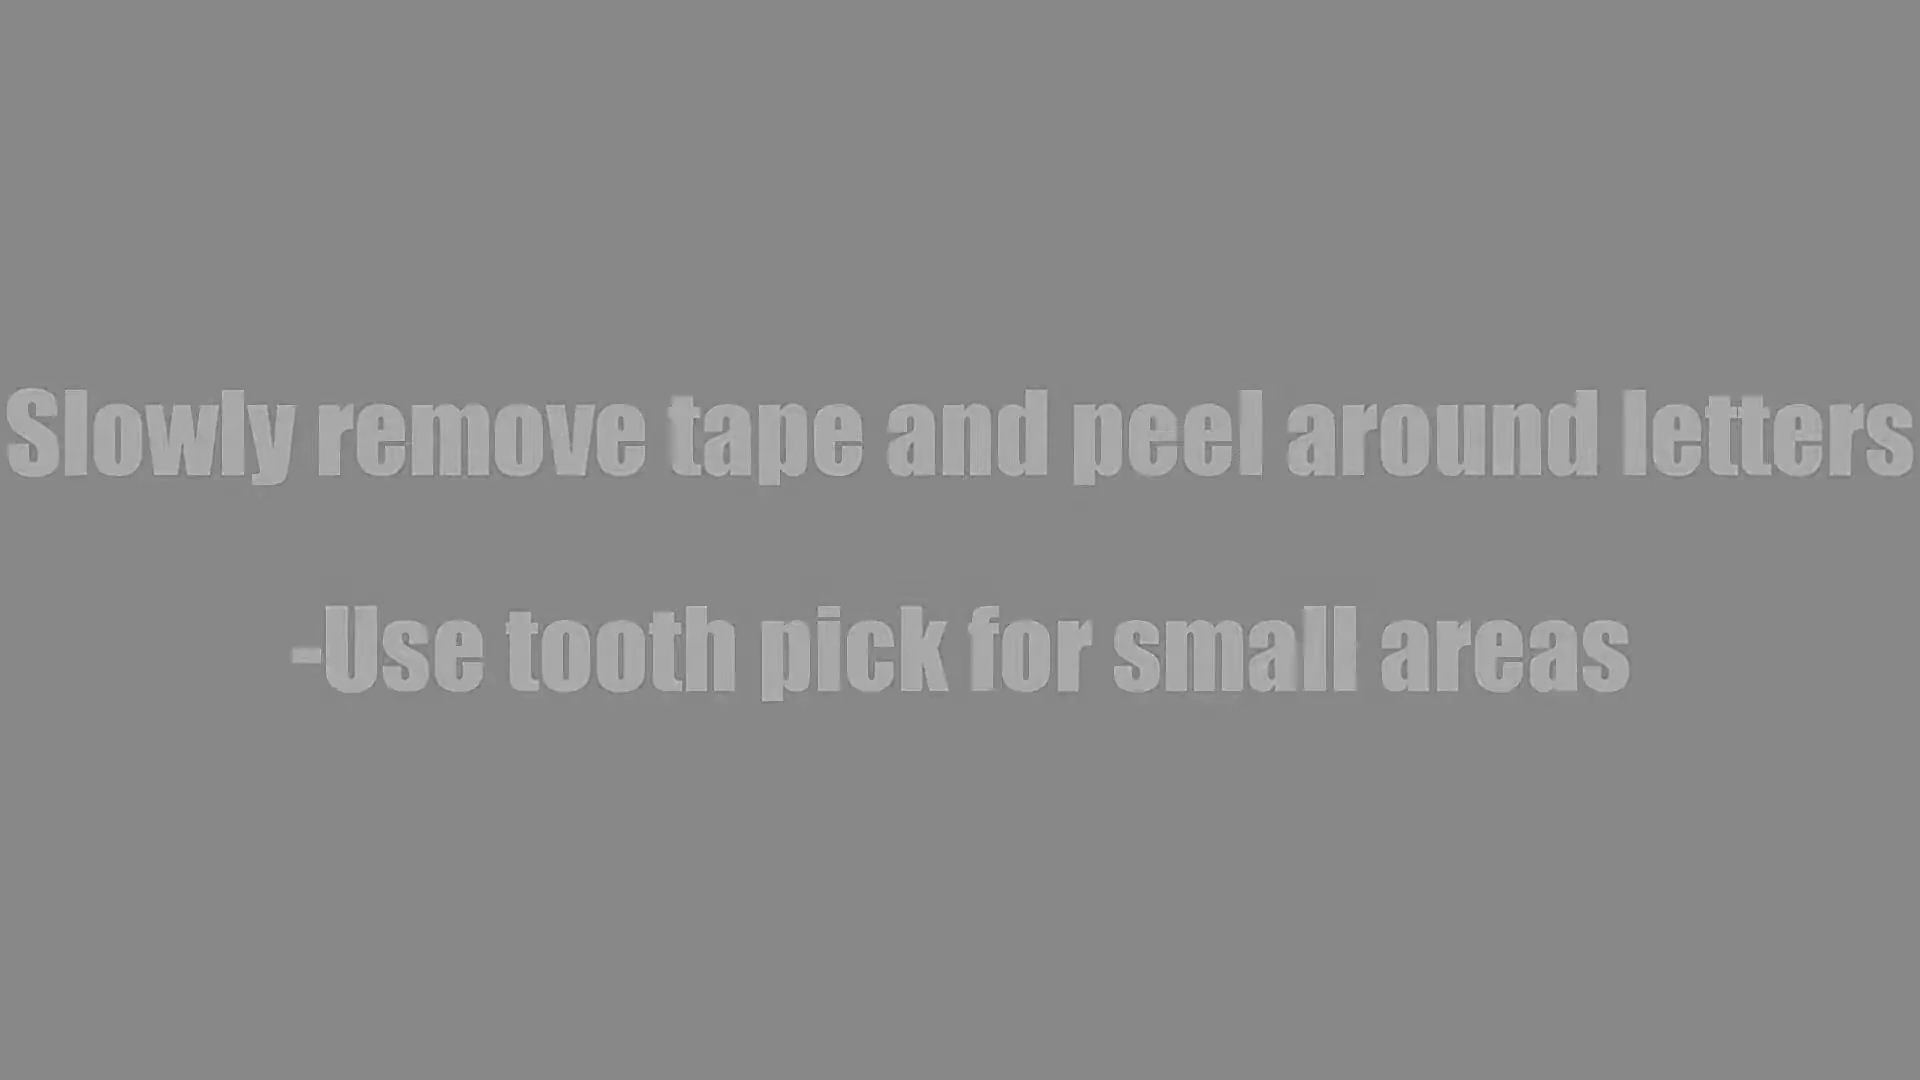 Slowly remove tape and peel around letters
-Use tooth pick for small areas